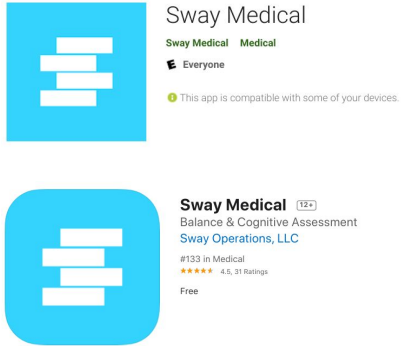 Sway Medical
Sway Medical Medical
E Everyone
This app is compatible with some of your devices.
Sway Medical 12+
Balance & Cognitive Assessment
Sway Operations, LLC
#133 in Medical
★★★★★ 4.5, 31 Ratings
Free